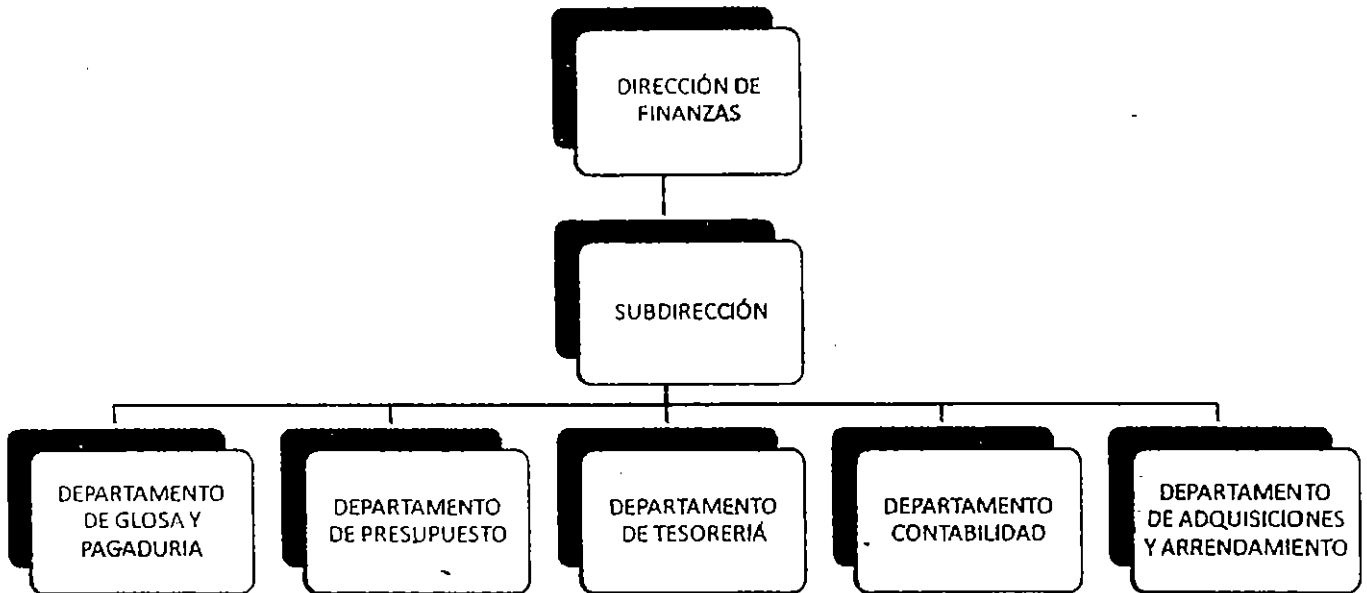 DIRECCIÓN DE
FINANZAS
SUBDIRECCIÓN
DEPARTAMENTO
DE GLOSA Y
PAGADURIA
DEPARTAMENTO
DE PRESUPUESTO
DEPARTAMENTO
DE TESORERIÁ
DEPARTAMENTO
CONTABILIDAD
DEPARTAMENTO
DE ADQUISICIONES
Y ARRENDAMIENTO